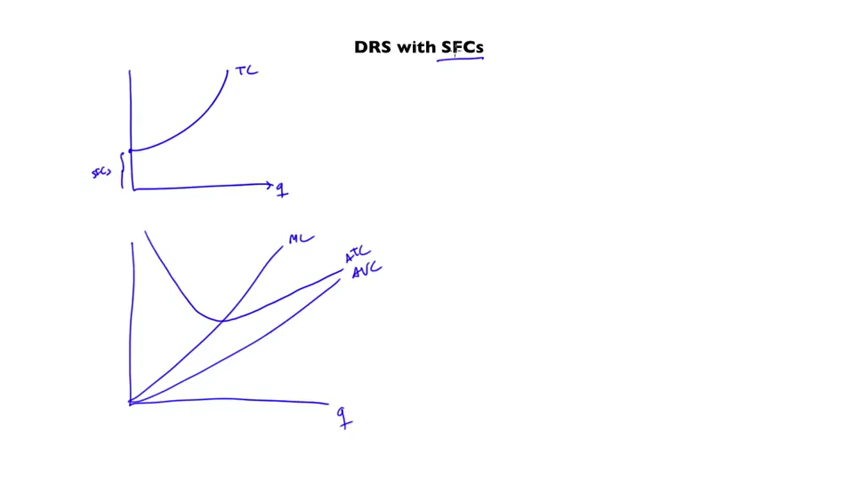 DRS with SFCs
TC
SFCs
q
MC
ATC
AVC
q